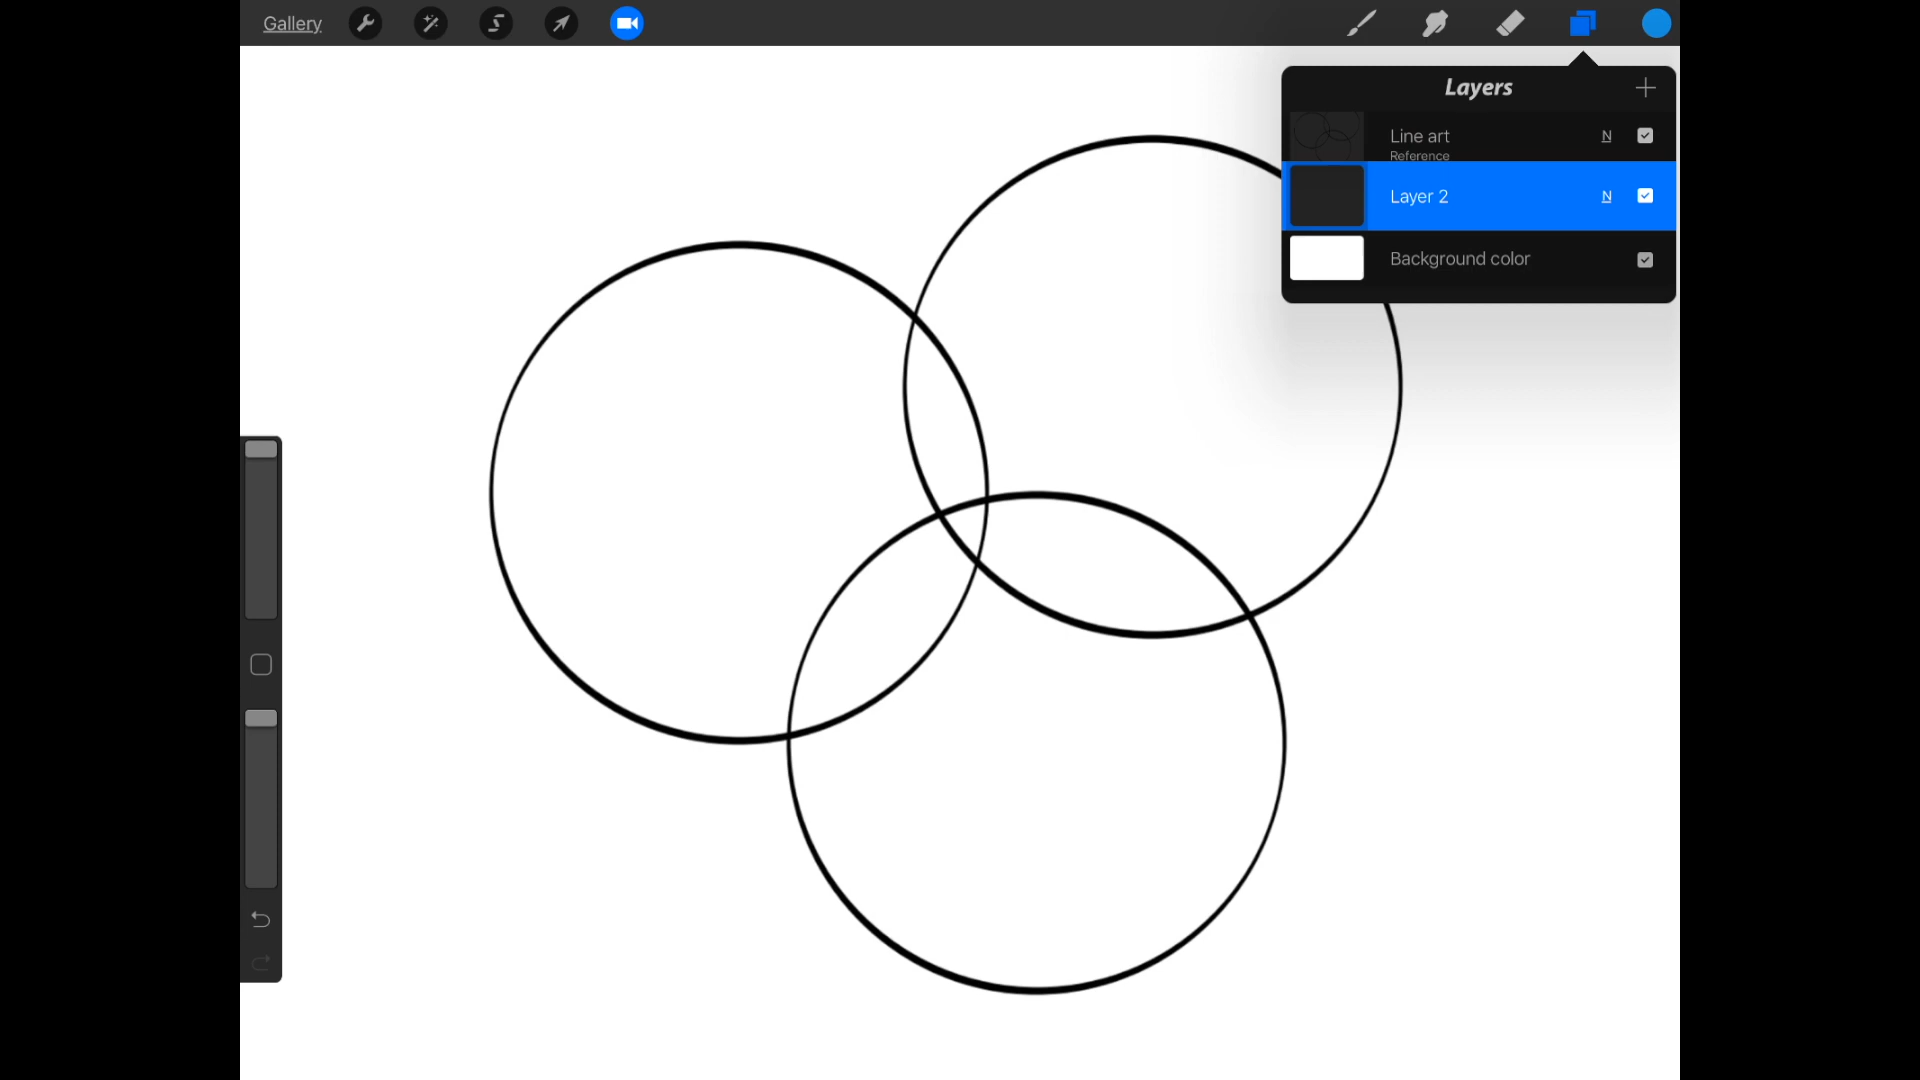 Gallery
Layers
Line art N
Reference
Layer 2 N
Background color